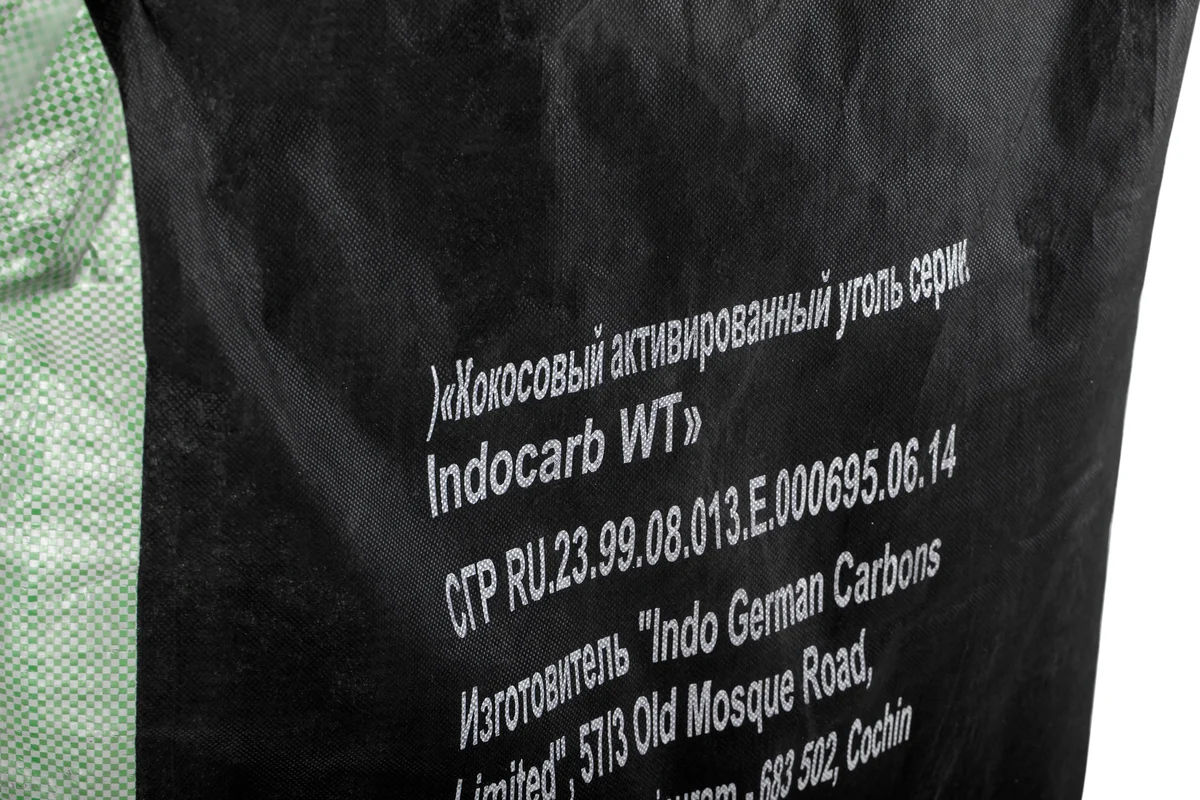 )«Кокосовый активированный уголь серии
Indocarb WT»
СГР RU.23.99.08.013.Е.000695.06.14
Изготовитель "Indo German Carbons
Limited", 57/3 Old Mosque Road,
- 683 502, Cochin